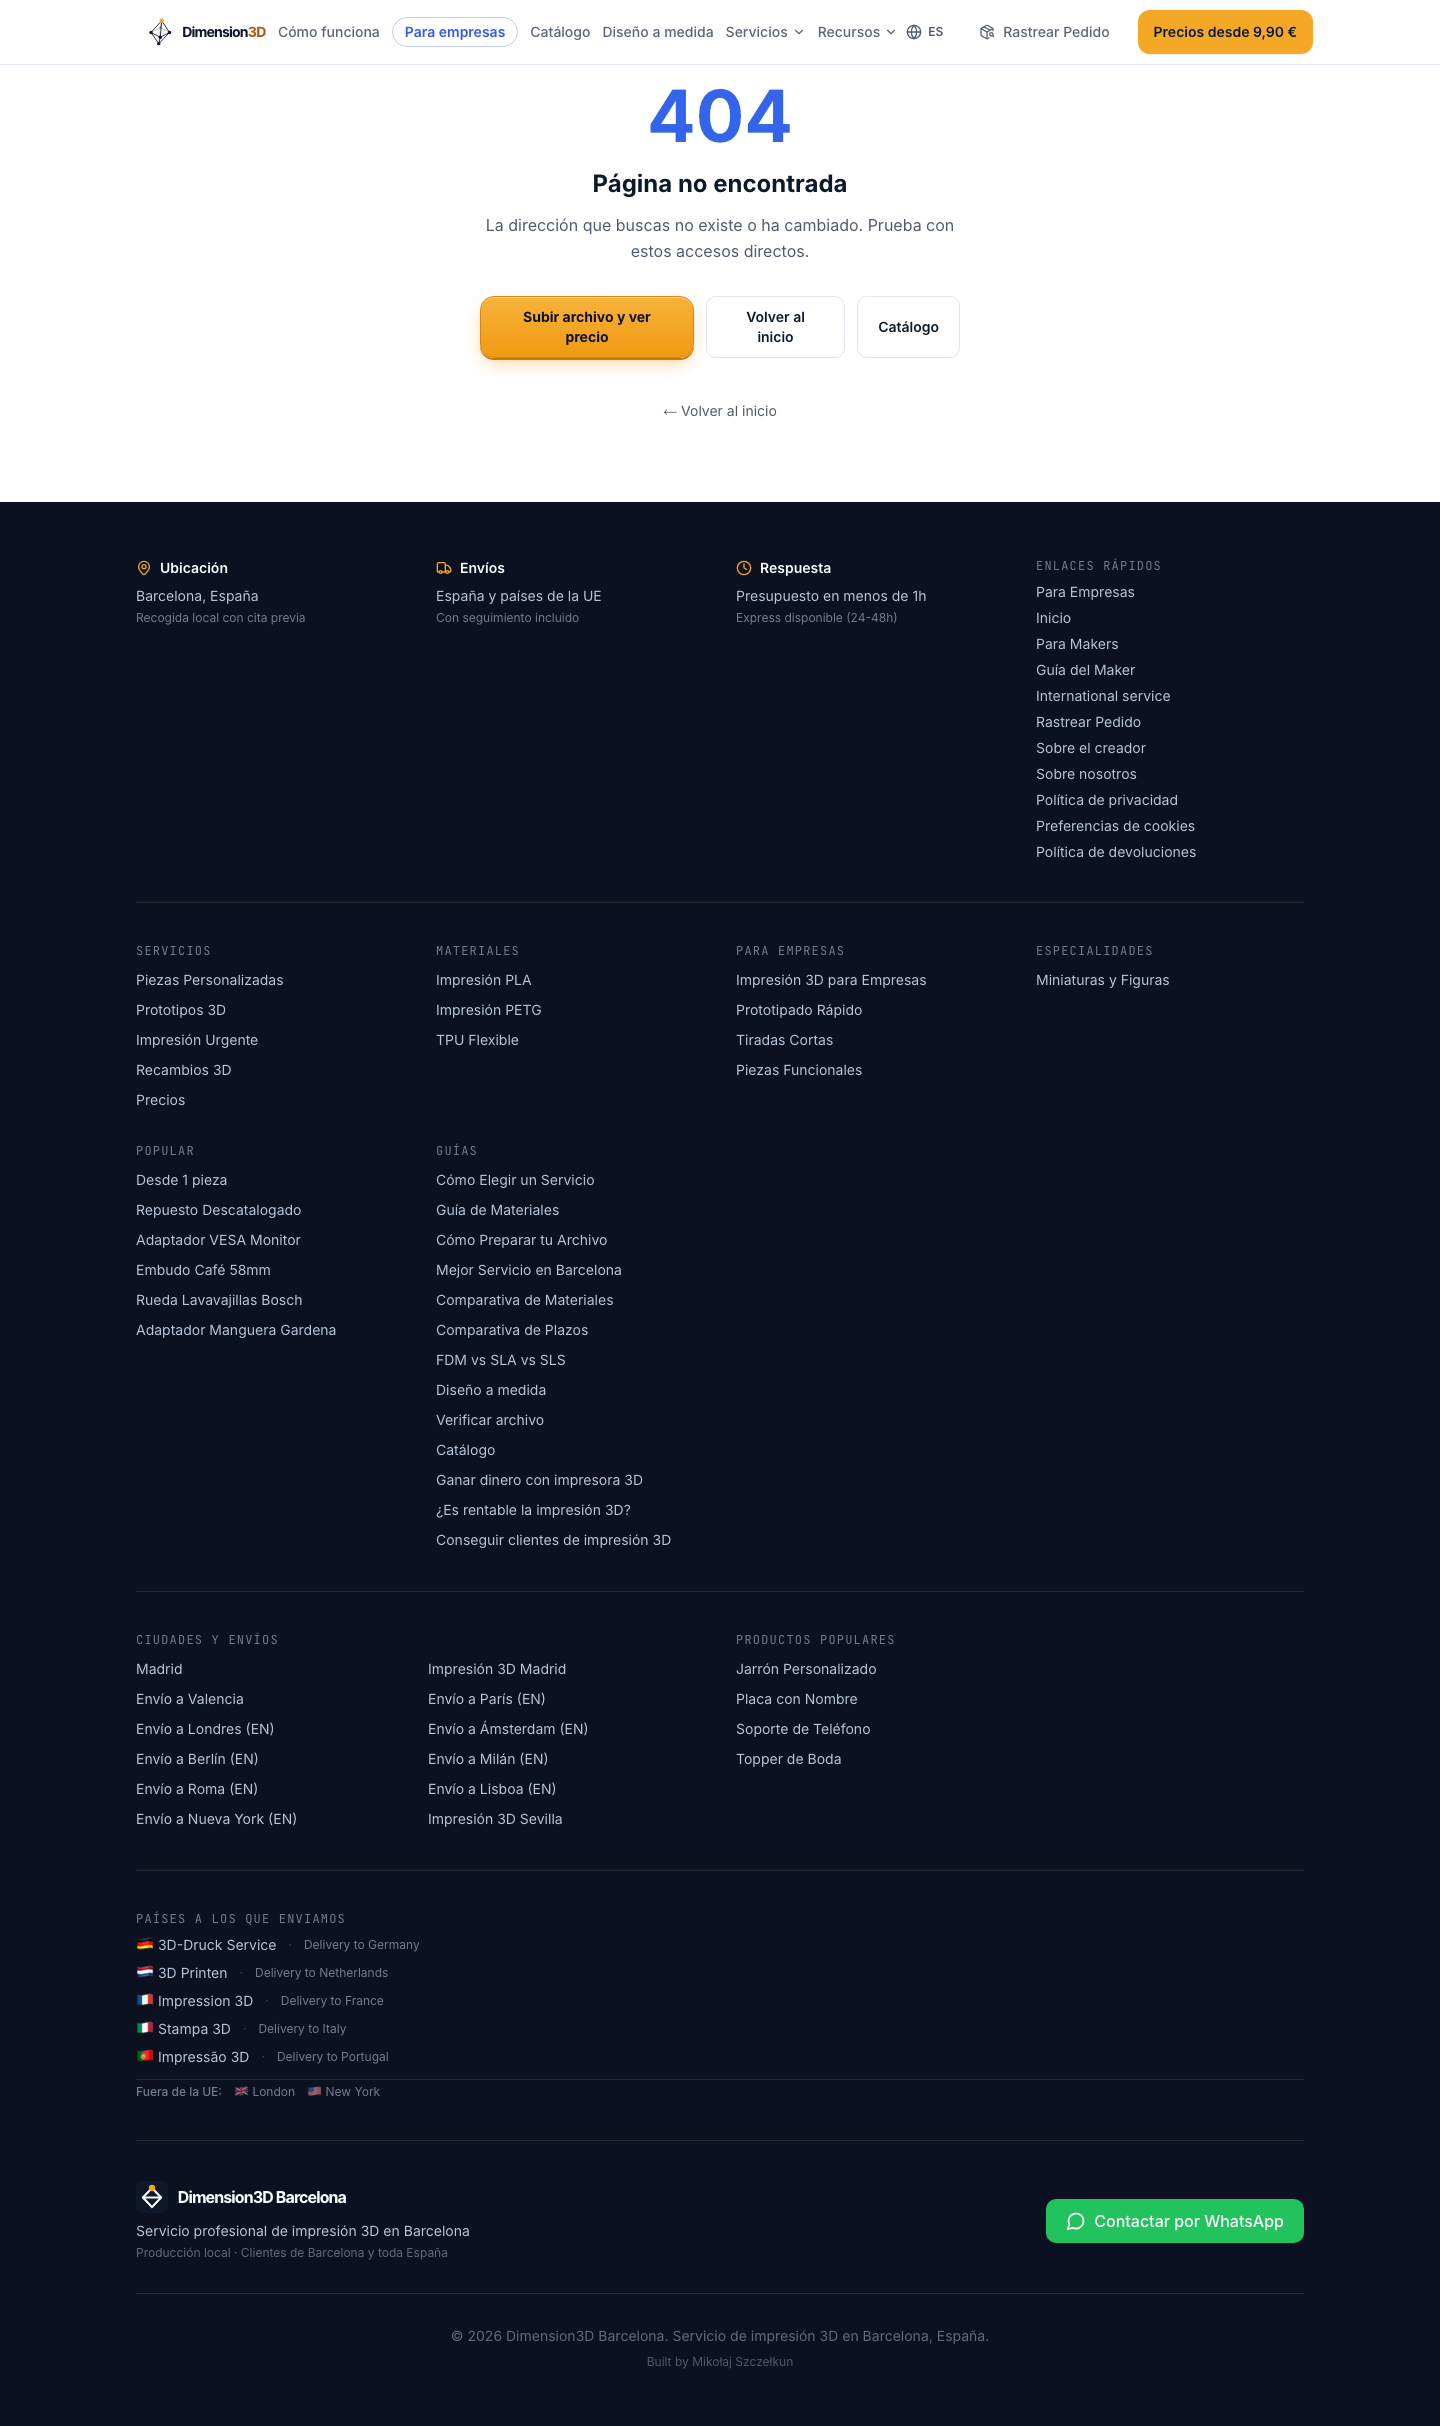 Dimension3D
Cómo funciona
Para empresas
Catálogo
Diseño a medida
Servicios
Recursos
ES
Rastrear Pedido
Precios desde 9,90 €
404
Página no encontrada
La dirección que buscas no existe o ha cambiado. Prueba con
estos accesos directos.
Subir archivo y ver
precio
Volver al
inicio
Catálogo
← Volver al inicio
Ubicación
Barcelona, España
Recogida local con cita previa
Envíos
España y países de la UE
Con seguimiento incluido
Respuesta
Presupuesto en menos de 1h
Express disponible (24-48h)
ENLACES RÁPIDOS
Para Empresas
Inicio
Para Makers
Guía del Maker
International service
Rastrear Pedido
Sobre el creador
Sobre nosotros
Política de privacidad
Preferencias de cookies
Política de devoluciones
SERVICIOS
Piezas Personalizadas
Prototipos 3D
Impresión Urgente
Recambios 3D
Precios
MATERIALES
Impresión PLA
Impresión PETG
TPU Flexible
PARA EMPRESAS
Impresión 3D para Empresas
Prototipado Rápido
Tiradas Cortas
Piezas Funcionales
ESPECIALIDADES
Miniaturas y Figuras
POPULAR
Desde 1 pieza
Repuesto Descatalogado
Adaptador VESA Monitor
Embudo Café 58mm
Rueda Lavavajillas Bosch
Adaptador Manguera Gardena
GUÍAS
Cómo Elegir un Servicio
Guía de Materiales
Cómo Preparar tu Archivo
Mejor Servicio en Barcelona
Comparativa de Materiales
Comparativa de Plazos
FDM vs SLA vs SLS
Diseño a medida
Verificar archivo
Catálogo
Ganar dinero con impresora 3D
¿Es rentable la impresión 3D?
Conseguir clientes de impresión 3D
CIUDADES Y ENVÍOS
Madrid
Impresión 3D Madrid
Envío a Valencia
Envío a París (EN)
Envío a Londres (EN)
Envío a Ámsterdam (EN)
Envío a Berlín (EN)
Envío a Milán (EN)
Envío a Roma (EN)
Envío a Lisboa (EN)
Envío a Nueva York (EN)
Impresión 3D Sevilla
PRODUCTOS POPULARES
Jarrón Personalizado
Placa con Nombre
Soporte de Teléfono
Topper de Boda
PAÍSES A LOS QUE ENVIAMOS
3D-Druck Service · Delivery to Germany
3D Printen · Delivery to Netherlands
Impression 3D · Delivery to France
Stampa 3D · Delivery to Italy
Impressão 3D · Delivery to Portugal
Fuera de la UE: London New York
Dimension3D Barcelona
Servicio profesional de impresión 3D en Barcelona
Producción local · Clientes de Barcelona y toda España
Contactar por WhatsApp
© 2026 Dimension3D Barcelona. Servicio de impresión 3D en Barcelona, España.
Built by Mikołaj Szczełkun